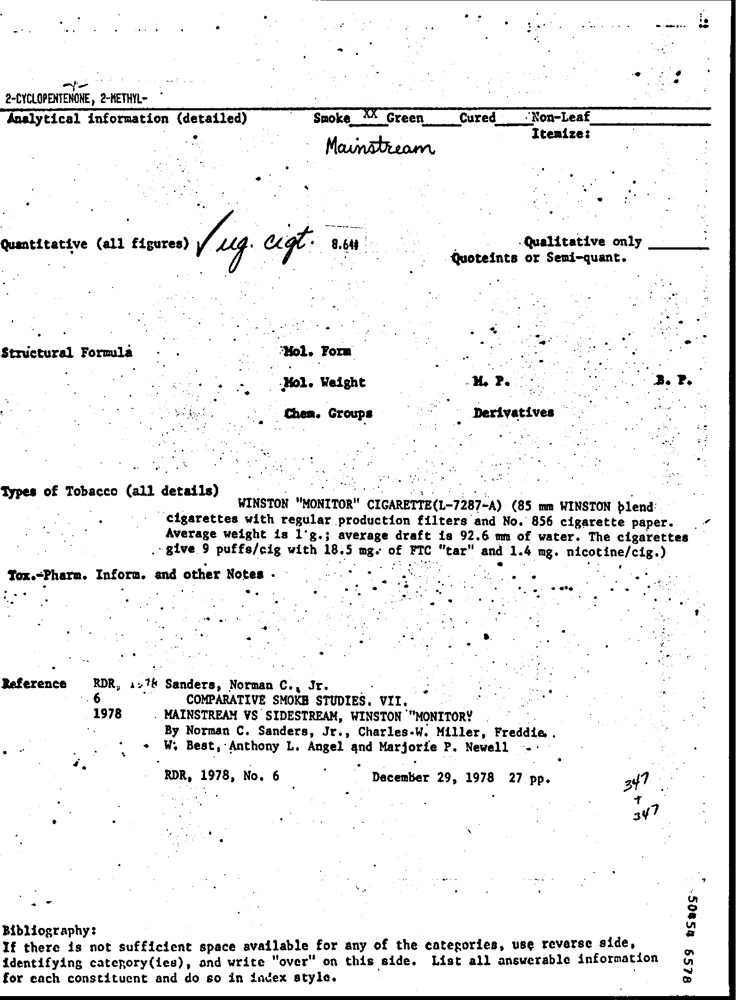 2-CYCLOPENTENONE, 2-METHYL-
Analytical information (detailed) Smoke XX Green Cured Non-Leaf
Itemize:
Mainstream
Quantitative (all figures) √ ug. cigt. 8.64# Qualitative only
Quoteints or Semi-quant.
Structural Formula Mol. Form
Mol. Weight M. P. B. P.
Chem. Groups Derivatives
Types of Tobacco (all details)
WINSTON "MONITOR" CIGARETTE(L-7287-A) (85 mm WINSTON blend
cigarettes with regular production filters and No. 856 cigarette paper.
Average weight is 1 g.; average draft is 92.6 mm of water. The cigarettes
give 9 puffs/cig with 18.5 mg. of FTC "tar" and 1.4 mg. nicotine/cig.)
Tox.-Pharm. Inform. and other Notes
Reference RDR, 1978 Sanders, Norman C., Jr.
6 COMPARATIVE SMOKE STUDIES. VII.
1978 MAINSTREAM VS SIDESTREAM, WINSTON "MONITOR"
By Norman C. Sanders, Jr., Charles W. Miller, Freddie
W. Best, Anthony L. Angel and Marjorie P. Newell
RDR, 1978, No. 6 December 29, 1978 27 pp.
347
+
347
Bibliography:
If there is not sufficient space available for any of the categories, use reverse side,
identifying category(ies), and write "over" on this side. List all answerable information
for each constituent and do so in index style.
50854 6578